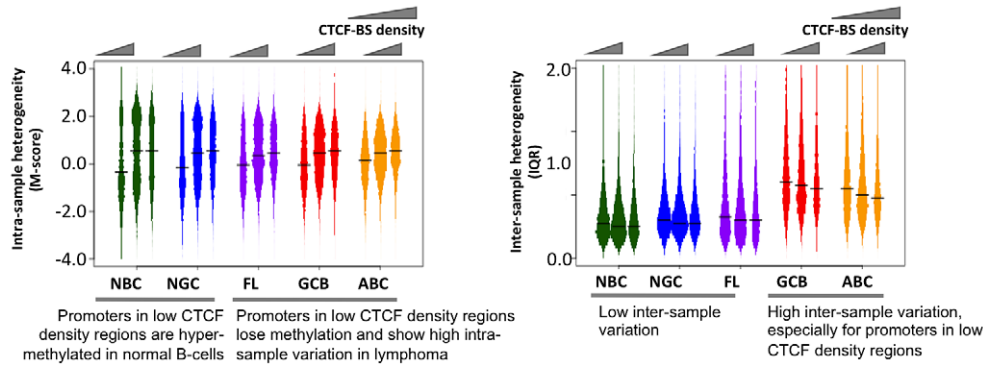 CTCF-BS density
Intra-sample heterogeneity
(M-score)
4.0
2.0
0.0
-2.0
-4.0
NBC NGC FL GCB ABC
Promoters in low CTCF
density regions are hyper-
methylated in normal B-cells
Promoters in low CTCF density regions
lose methylation and show high intra-
sample variation in lymphoma
CTCF-BS density
Inter-sample heterogeneity
(IQR)
2.0
1.0
0.0
NBC NGC FL GCB ABC
Low inter-sample
variation
High inter-sample variation,
especially for promoters in low
CTCF density regions